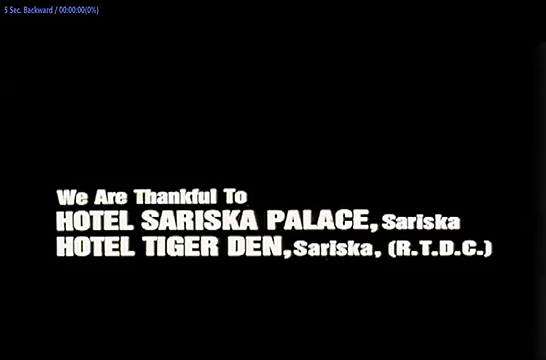 5 Sec. Backward / 00:00:00(0%)
We Are Thankful To
HOTEL SARISKA PALACE, Sariska
HOTEL TIGER DEN, Sariska, (R.T.D.C.)